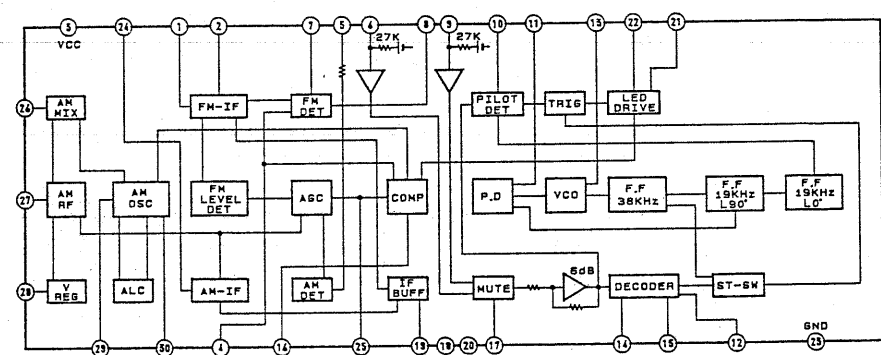 5 24 1 2 7 5 6 8 9 10 11 13 22 21
VCC
27K
27K
AM MIX
FM-IF
FM DET
PILOT DET
TRIG
LED DRIVE
26
27
AM RF
AM OSC
FM LEVEL DET
AGC
COMP
P.D
VCO
F.F 38KHz
F.F 19KHz L90°
F.F 19KHz L0°
28
V REG
ALC
AM-IF
AM DET
IF BUFF
MUTE
6dB
DECODER
ST-SW
GND
29 30 4 16 25 19 18 20 17 14 15 12 23